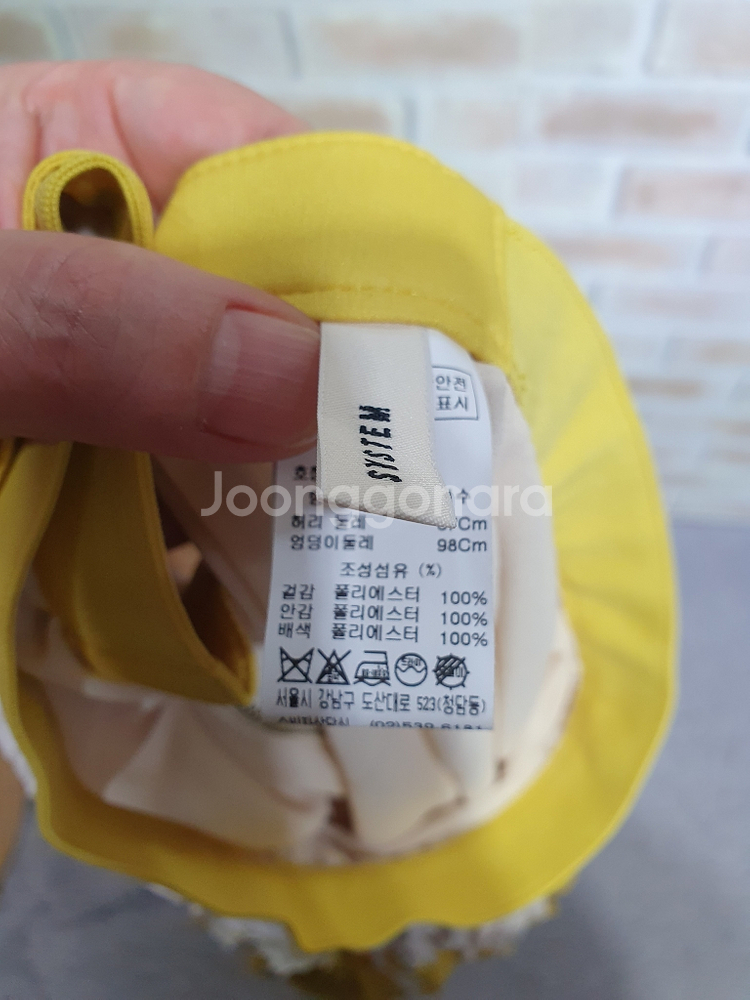 안전
표시
SYSTEM
Joonggonara
허리 둘레
Cm
엉덩이둘레 98Cm
조성섬유 (%)
겉감 폴리에스터 100%
안감 폴리에스터 100%
배색 폴리에스터 100%
서울시 강남구 도산대로 523(청담동)